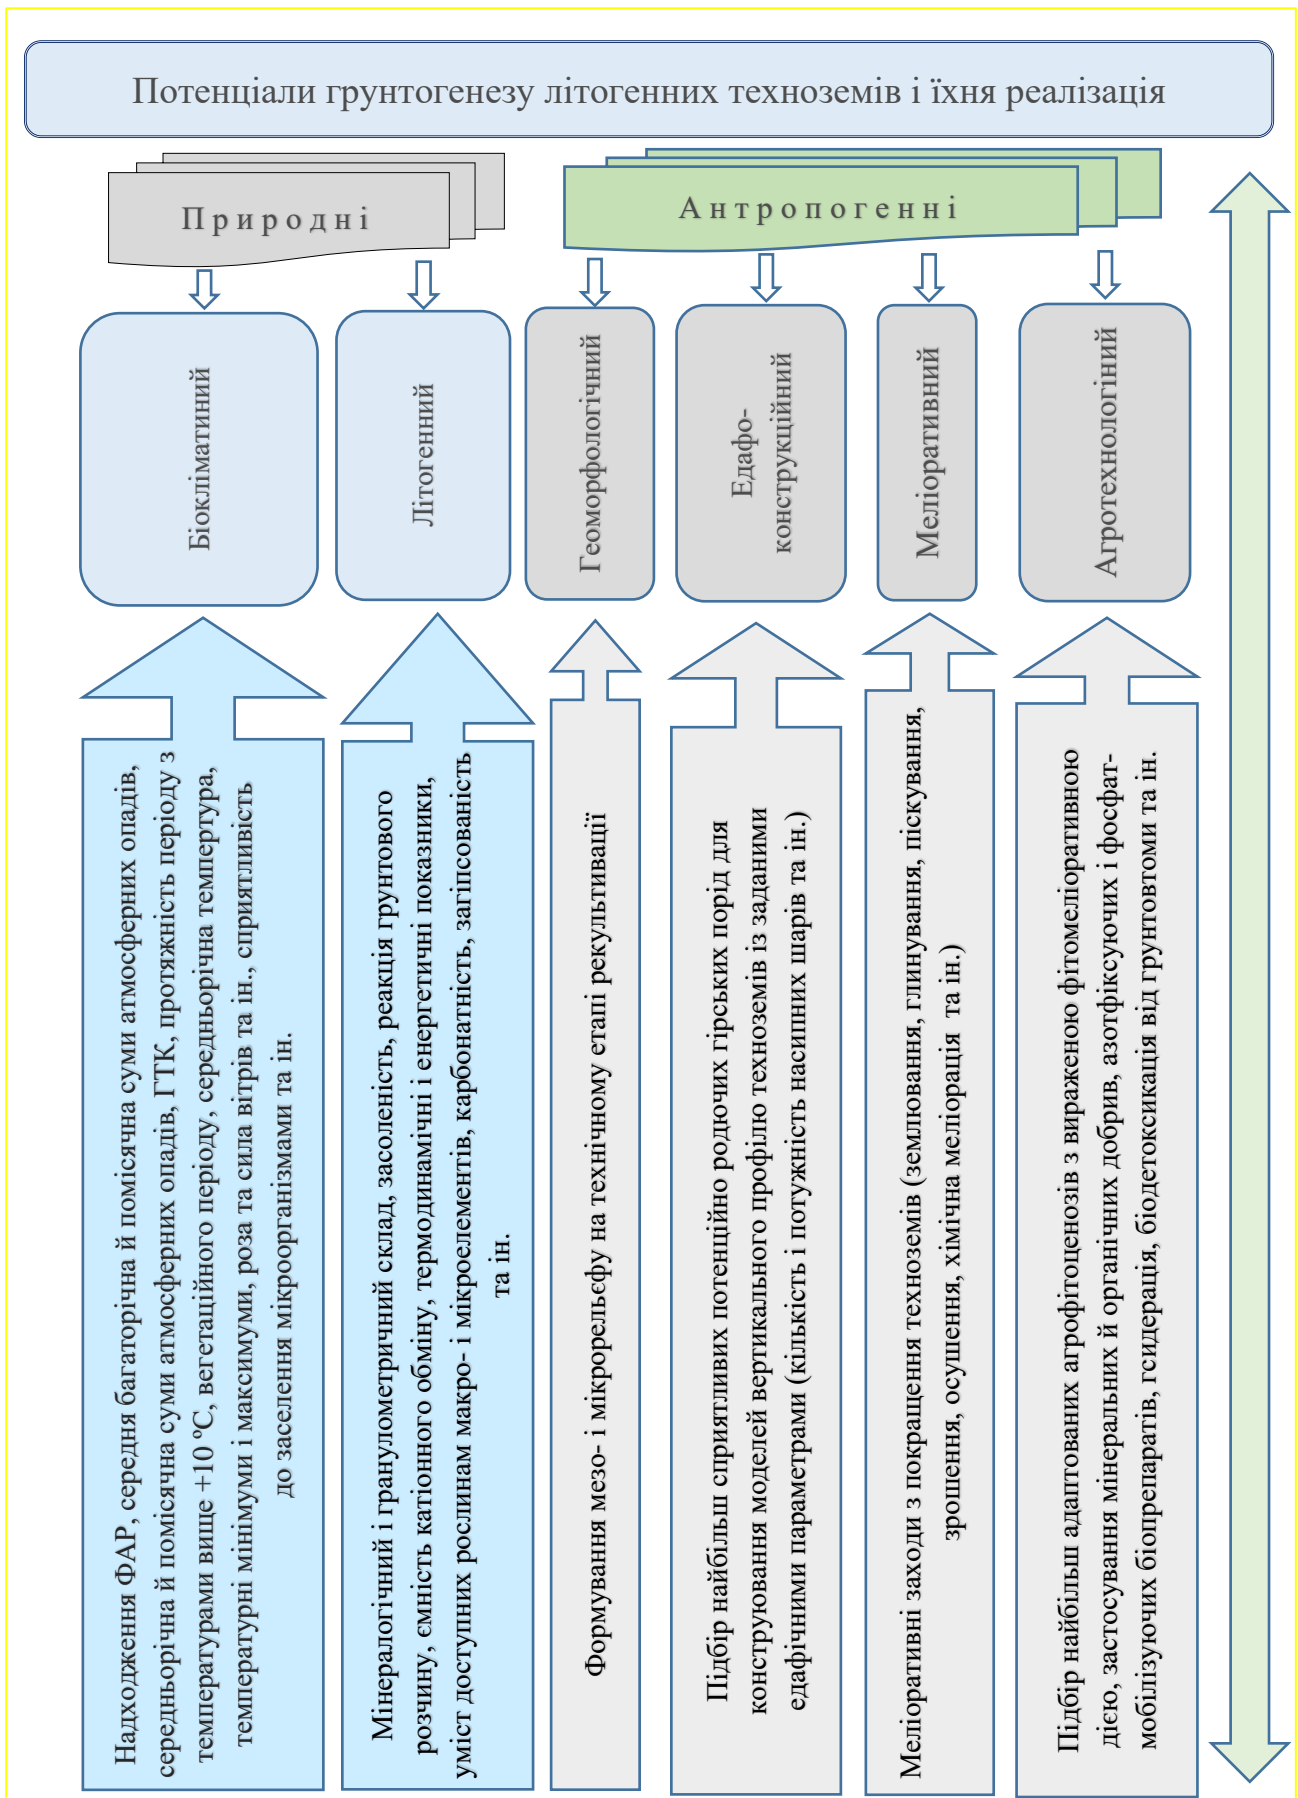 Потенціали грунтогенезу літогенних техноземів і їхня реалізація
Природні
Антропогенні
Біокліматиний
Літогенний
Геоморфологічний
Едафо-
конструкційний
Меліоративний
Агротехнологіний
Надходження ФАР, середня багаторічна й помісячна суми атмосферних опадів,
середньорічна й помісячна суми атмосферних опадів, ГТК, протяжність періоду з
температурами вище +10 ºС, вегетаційного періоду, середньорічна темпертура,
температурні мінімуми і максимуми, роза та сила вітрів та ін., сприятливість
до заселення мікроорганізмами та ін.
Мінералогічний і гранулометричний склад, засоленість, реакція грунтового
розчину, ємність катіонного обміну, термодинамічні і енергетичні показники,
уміст доступних рослинам макро- і мікроелементів, карбонатність, загіпсованість
та ін.
Формування мезо- і мікрорельєфу на технічному етапі рекультивації
Підбір найбільш сприятливих потенційно родючих гірських порід для
конструювання моделей вертикального профілю техноземів із заданими
едафічними параметрами (кількість і потужність насипних шарів та ін.)
Меліоративні заходи з покращення техноземів (землювання, глинування, піскування,
зрошення, осушення, хімічна меліорація та ін.)
Підбір найбільш адаптованих агрофітоценозів з вираженою фітомеліоративною
дією, застосування мінеральних й органічних добрив, азотфіксуючих і фосфат-
мобілізуючих біопрепаратів, гсидерація, біодетоксикація від грунтовтоми та ін.